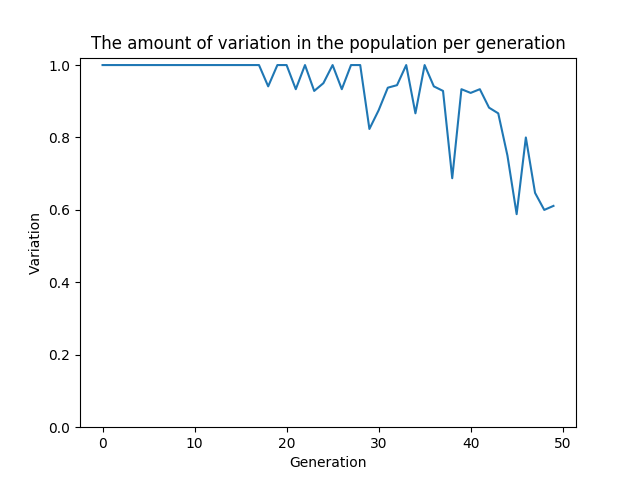 The amount of variation in the population per generation
1.0
0.8
0.6
0.4
0.2
0.0
Variation
0 10 20 30 40 50
Generation